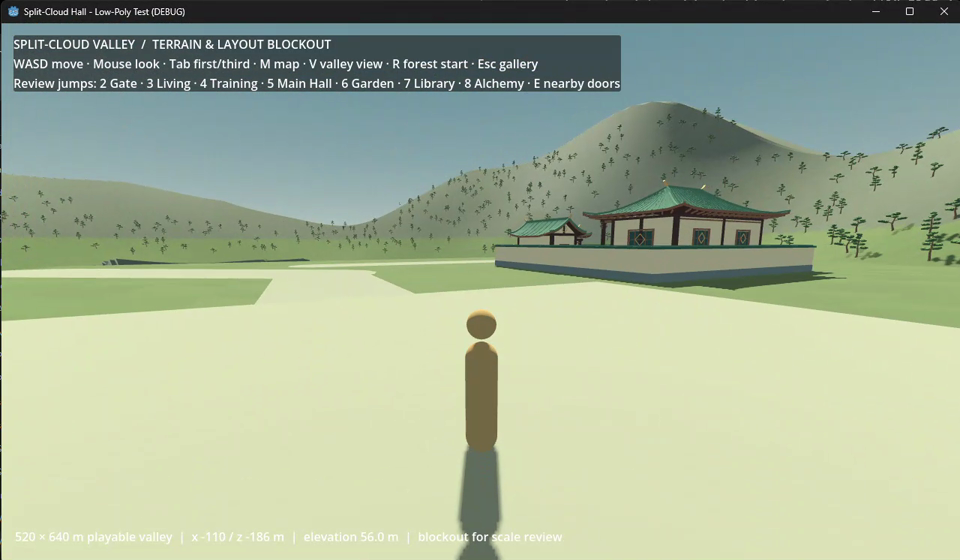 Split-Cloud Hall - Low-Poly Test (DEBUG)
SPLIT-CLOUD VALLEY / TERRAIN & LAYOUT BLOCKOUT
WASD move · Mouse look · Tab first/third · M map · V valley view · R forest start · Esc gallery
Review jumps: 2 Gate · 3 Living · 4 Training · 5 Main Hall · 6 Garden · 7 Library · 8 Alchemy · E nearby doors
520 × 640 m playable valley | x -110 / z -186 m | elevation 56.0 m | blockout for scale review